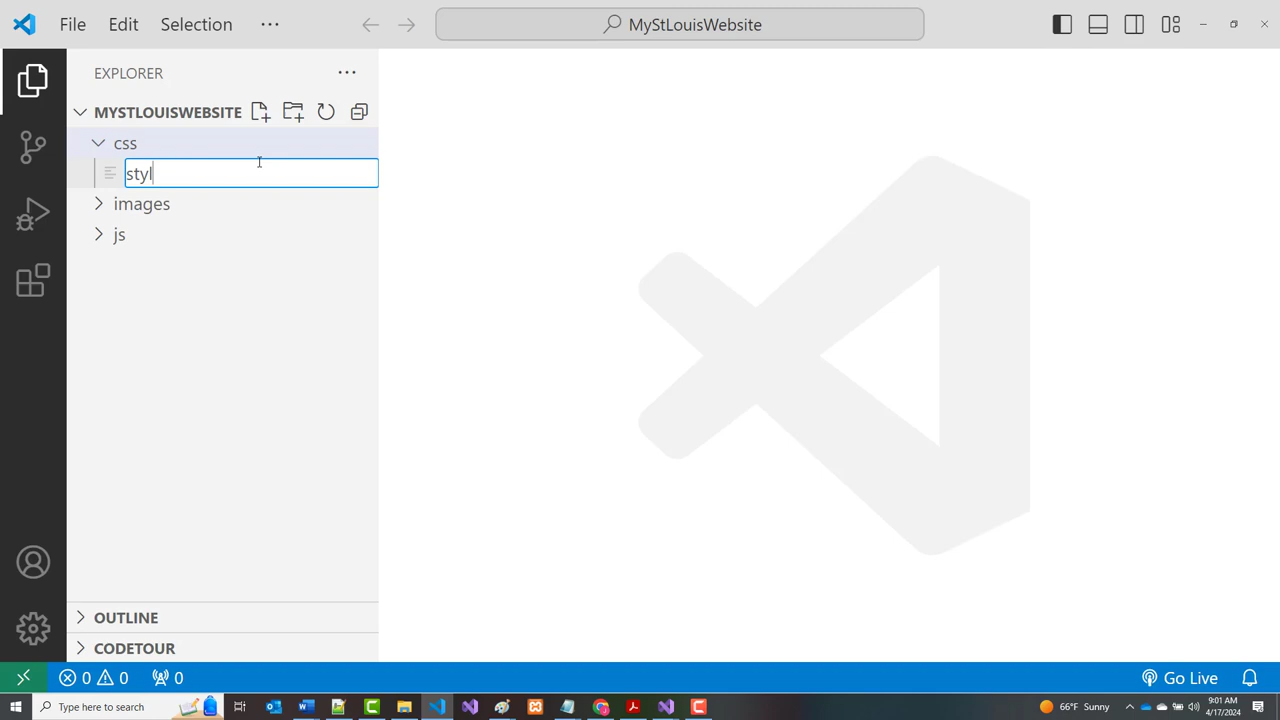 File Edit Selection ··· MyStLouisWebsite
EXPLORER ···
MYSTLOUISWEBSITE
css
styl
images
js
OUTLINE
CODETOUR
0 0 0 Go Live
Type here to search 66°F Sunny 9:01 AM
4/17/2024